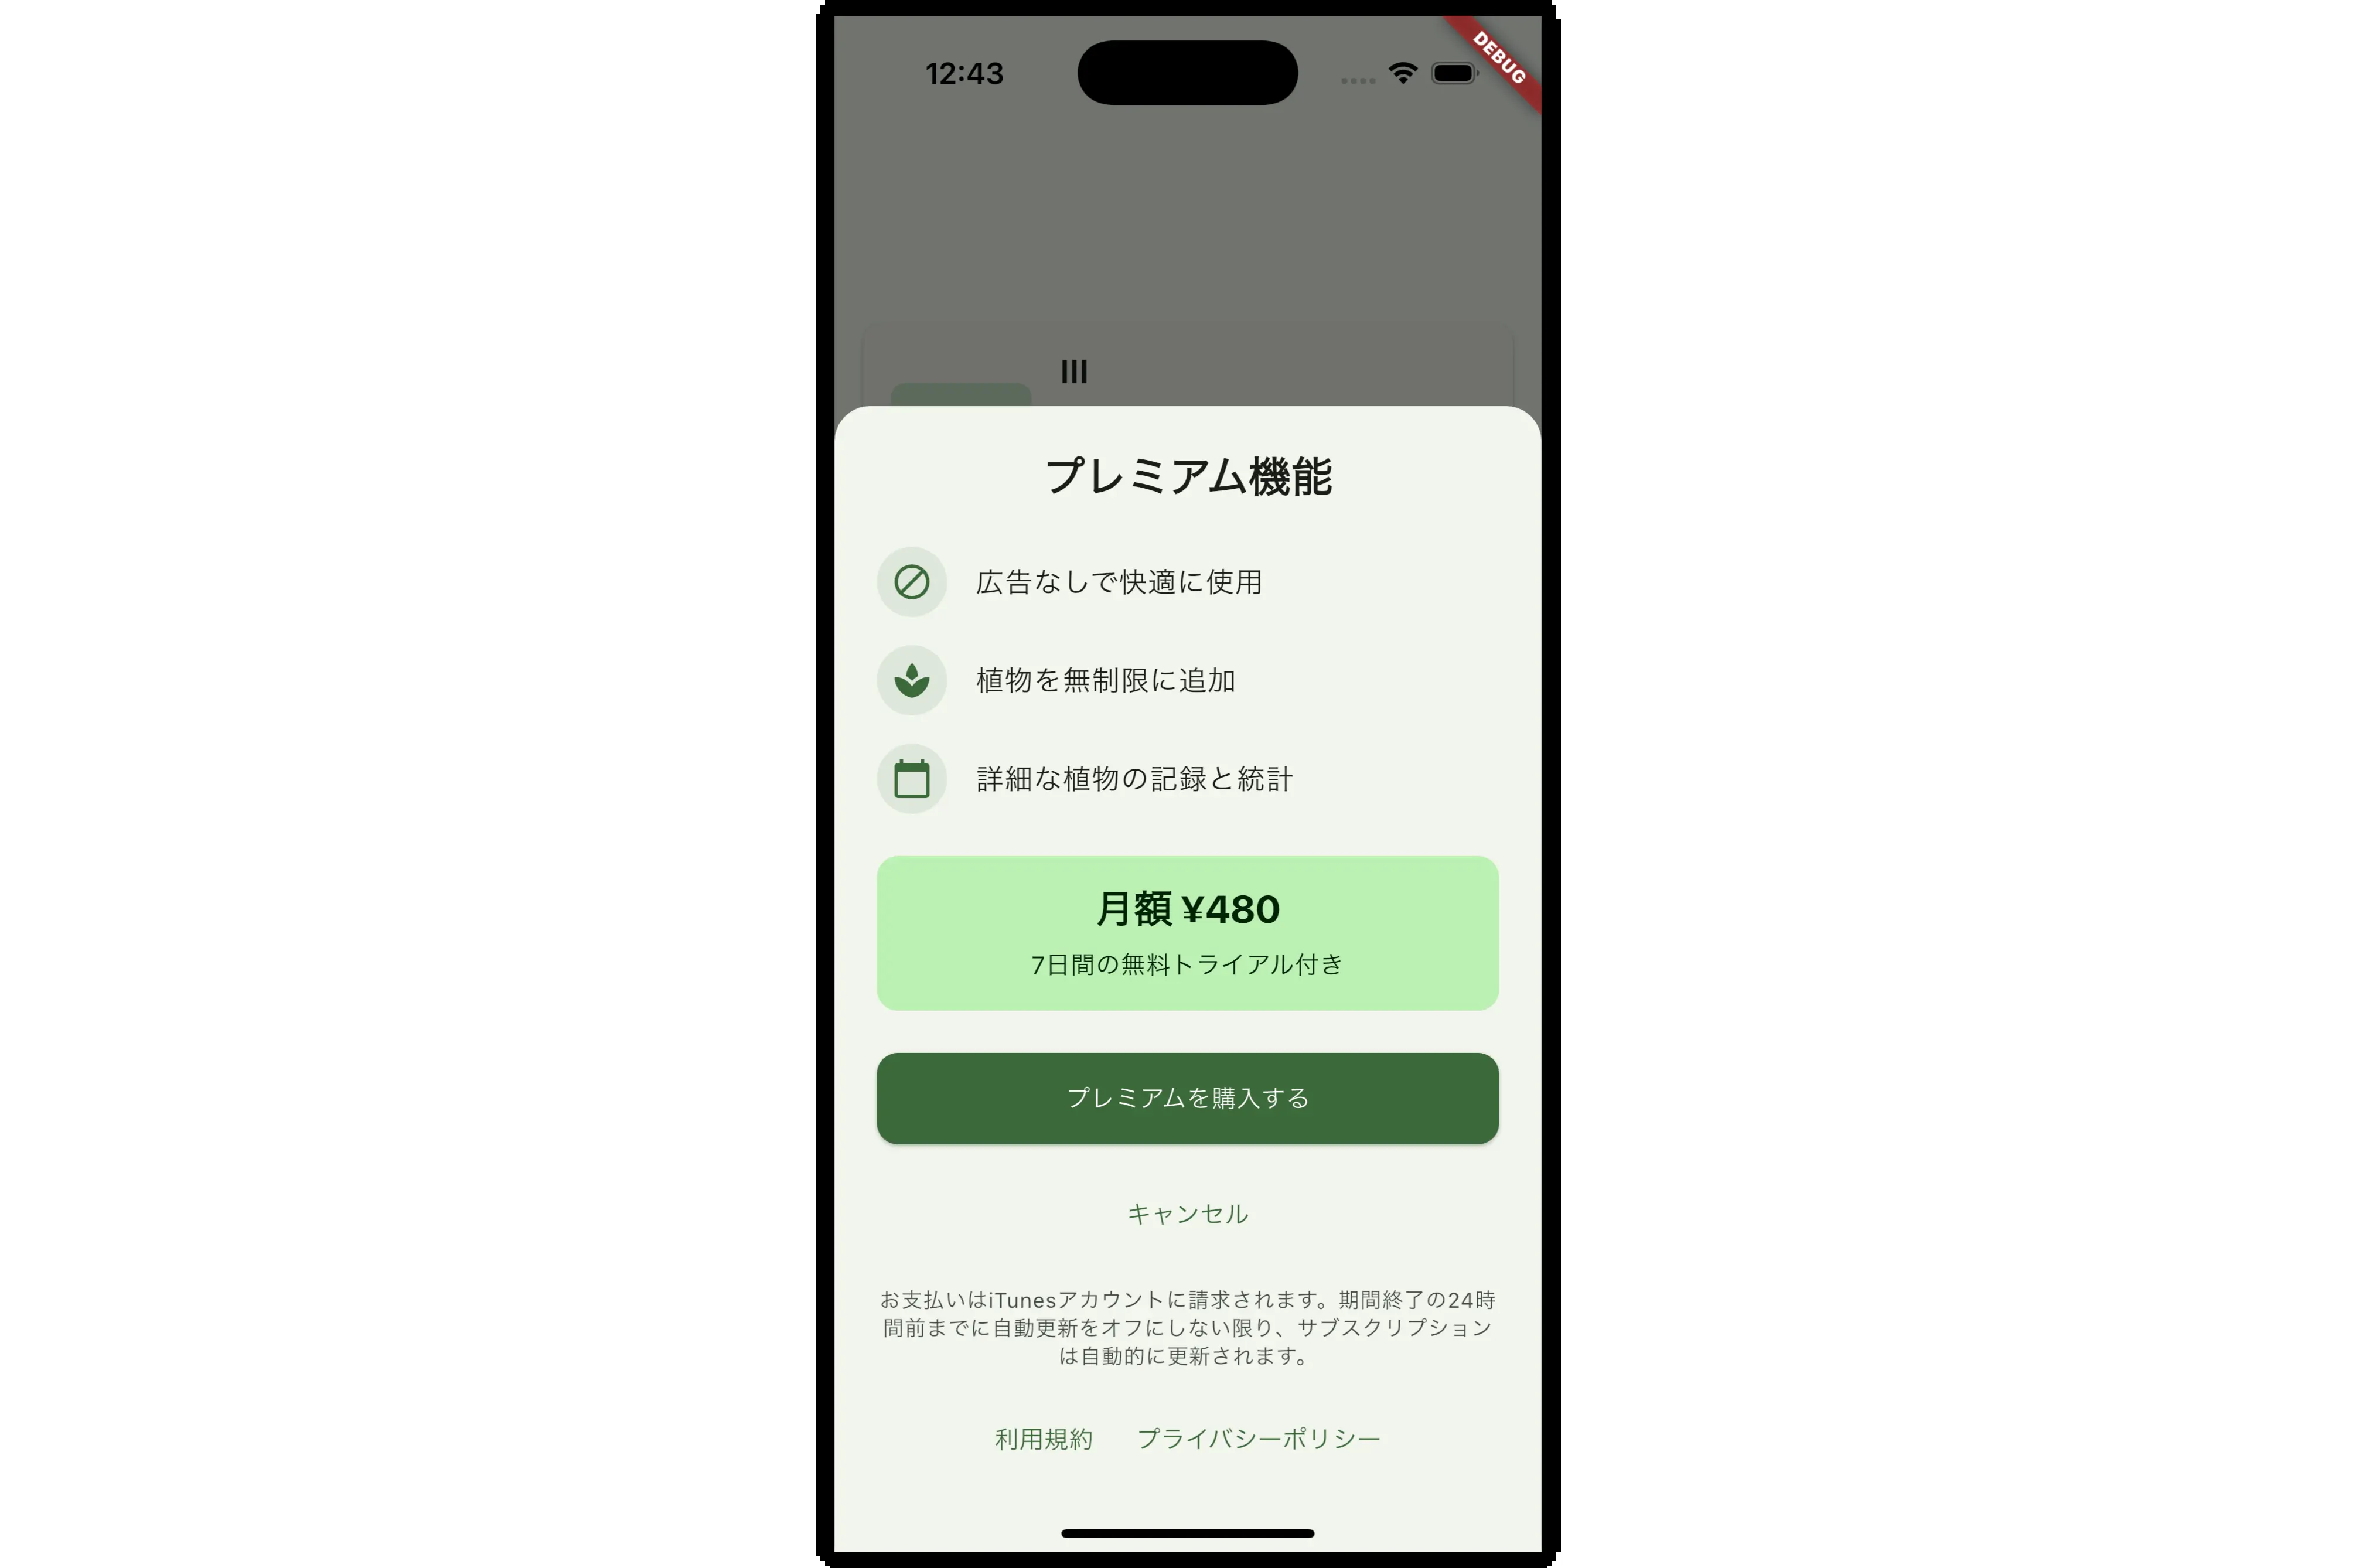 12:43
DEBUG
III
プレミアム機能
広告なしで快適に使用
植物を無制限に追加
詳細な植物の記録と統計
月額 ¥480
7日間の無料トライアル付き
プレミアムを購入する
キャンセル
お支払いはiTunesアカウントに請求されます。期間終了の24時
間前までに自動更新をオフにしない限り、サブスクリプション
は自動的に更新されます。
利用規約 プライバシーポリシー